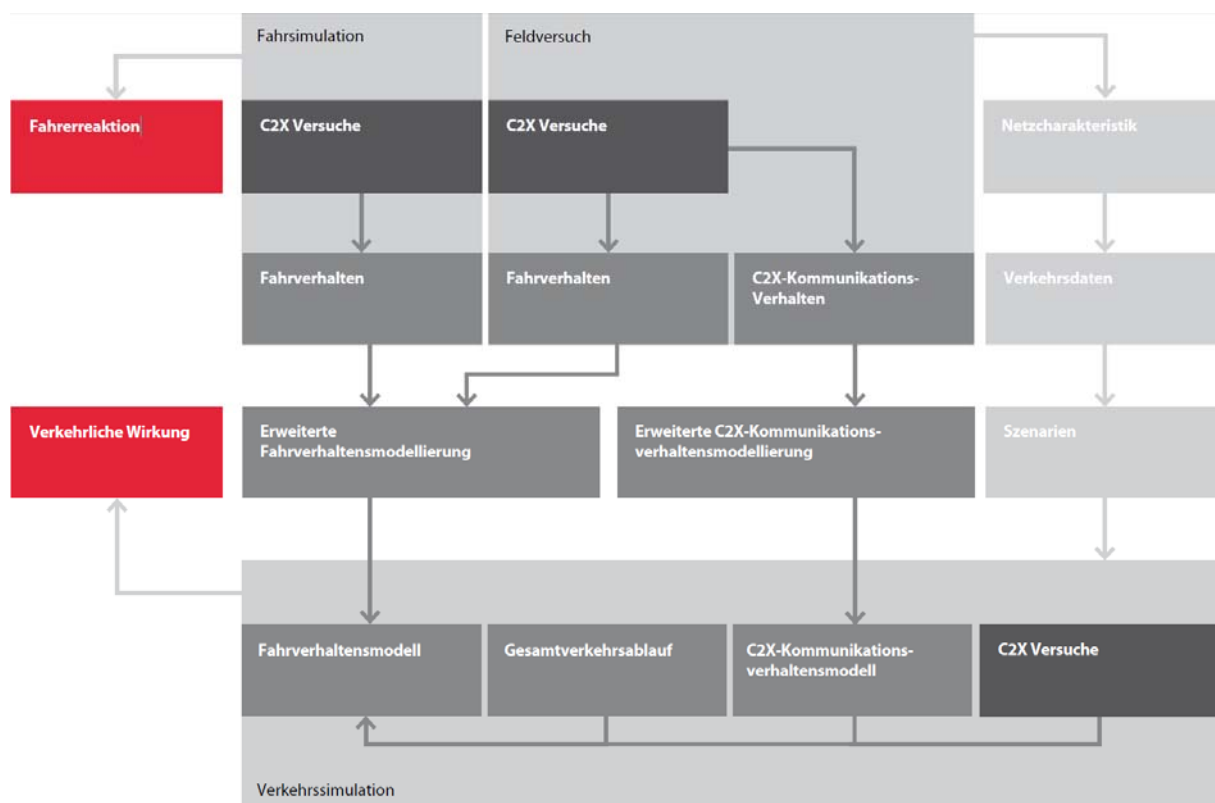 Fahrsimulation
Feldversuch
Fahrerreaktion
C2X Versuche
C2X Versuche
Netzcharakteristik
Fahrverhalten
Fahrverhalten
C2X-Kommunikations-
Verhalten
Verkehrsdaten
Verkehrliche Wirkung
Erweiterte
Fahrverhaltensmodellierung
Erweiterte C2X-Kommunikations-
verhaltensmodellierung
Szenarien
Fahrverhaltensmodell
Gesamtverkehrsablauf
C2X-Kommunikations-
verhaltensmodell
C2X Versuche
Verkehrssimulation